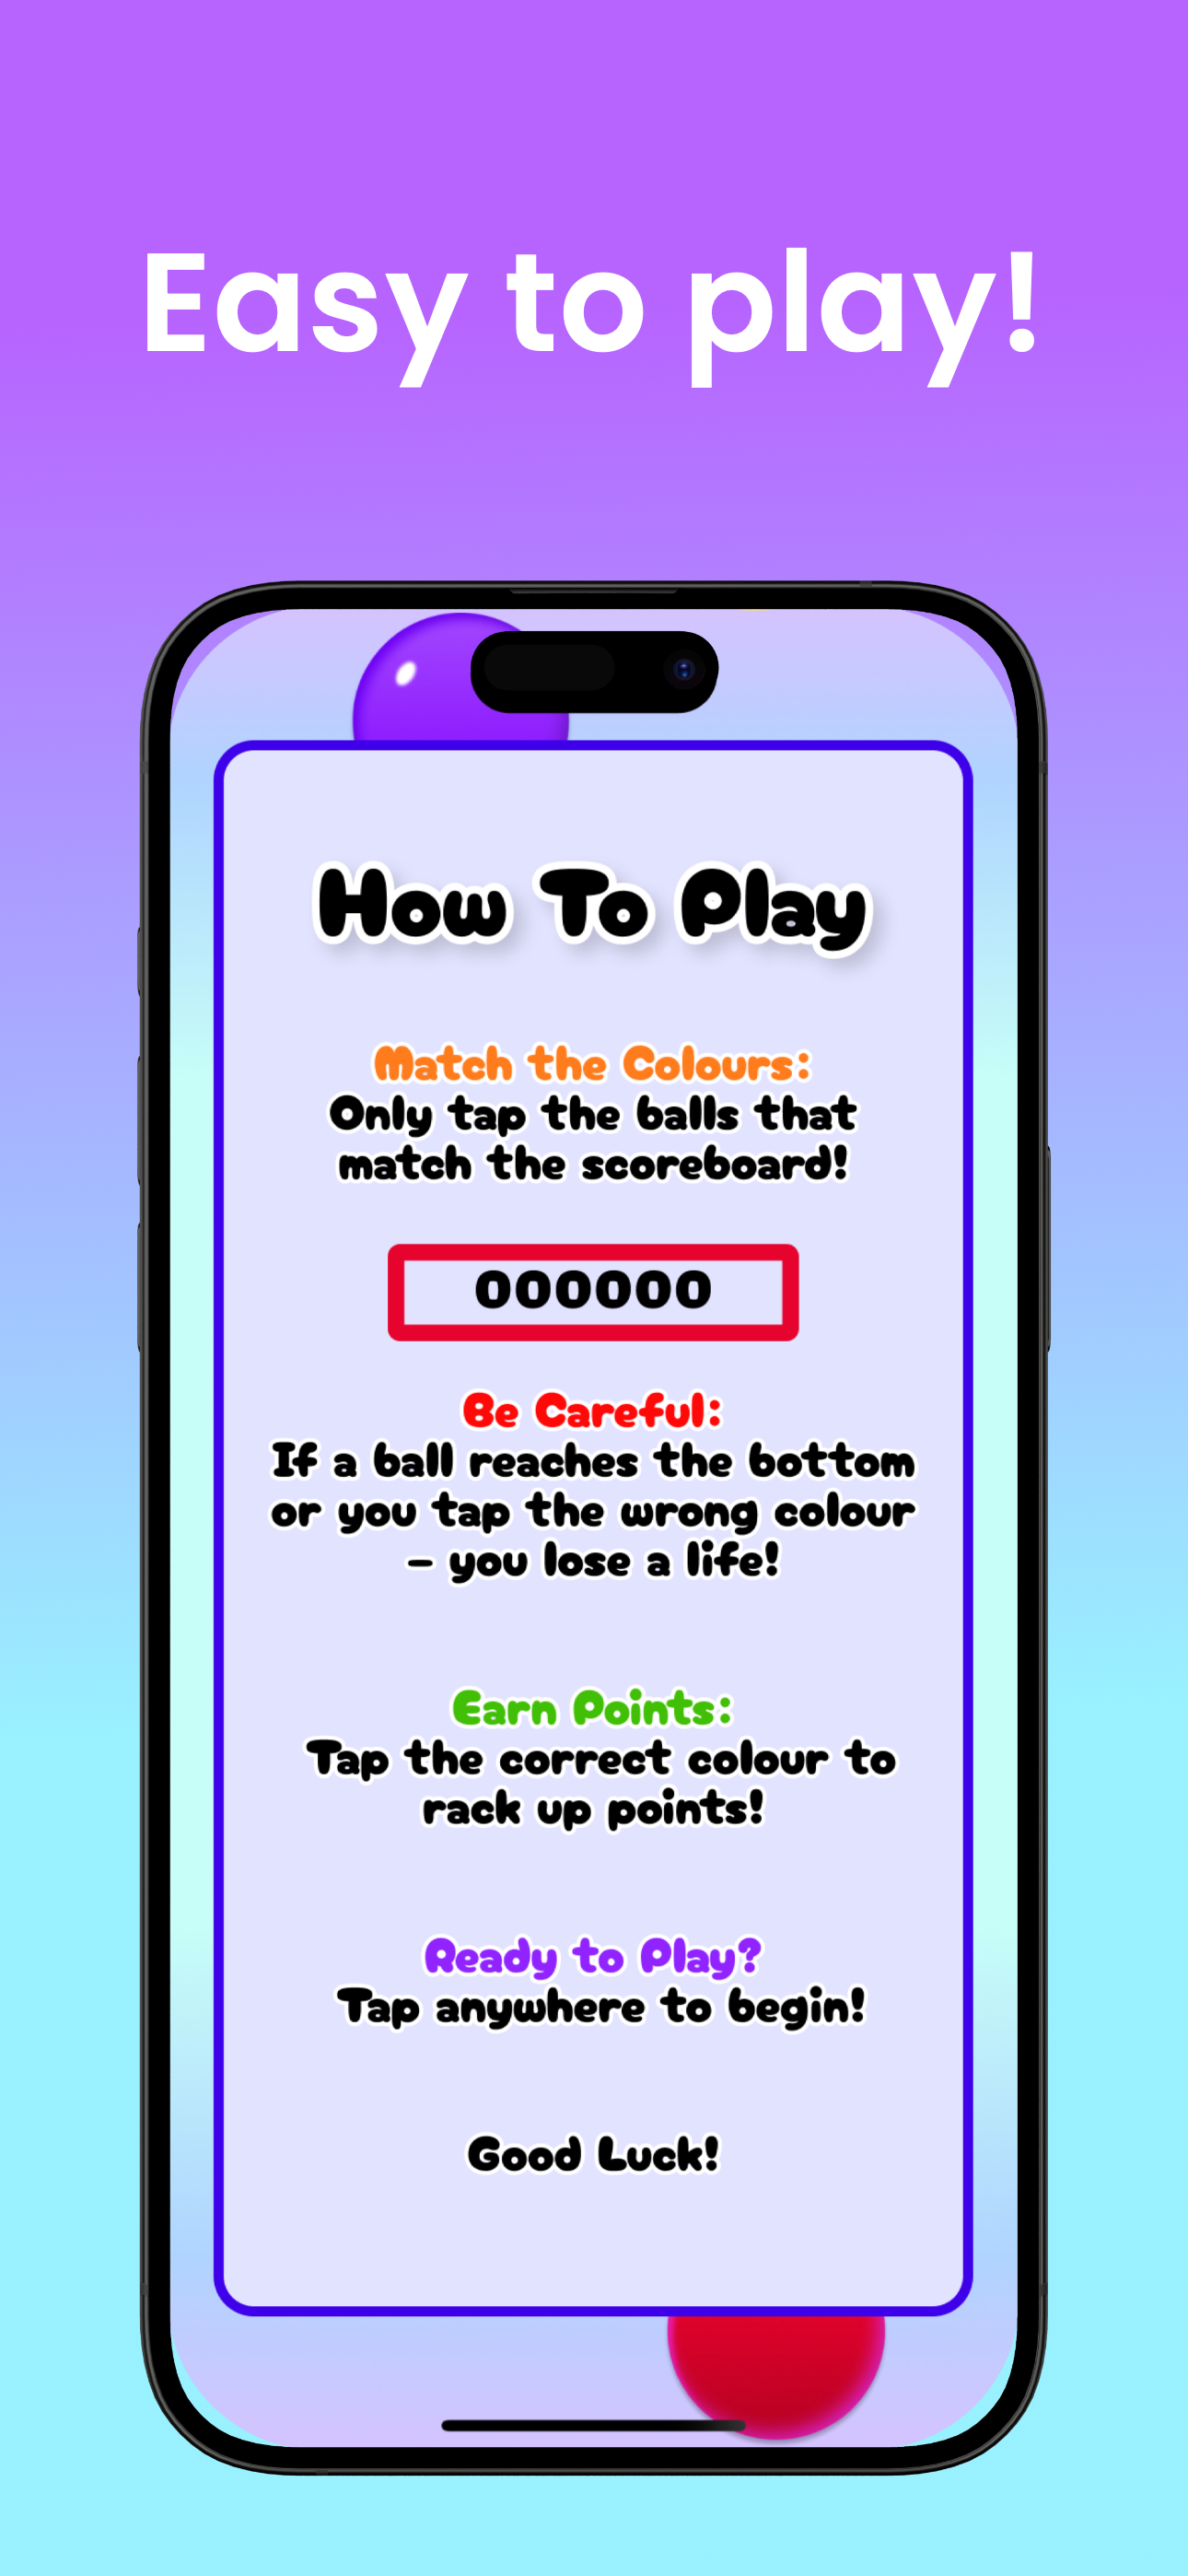 Easy to play!
How To Play
Match the Colours:
Only tap the balls that
match the scoreboard!
000000
Be Careful:
If a ball reaches the bottom
or you tap the wrong colour
- you lose a life!
Earn Points:
Tap the correct colour to
rack up points!
Ready to Play?
Tap anywhere to begin!
Good Luck!